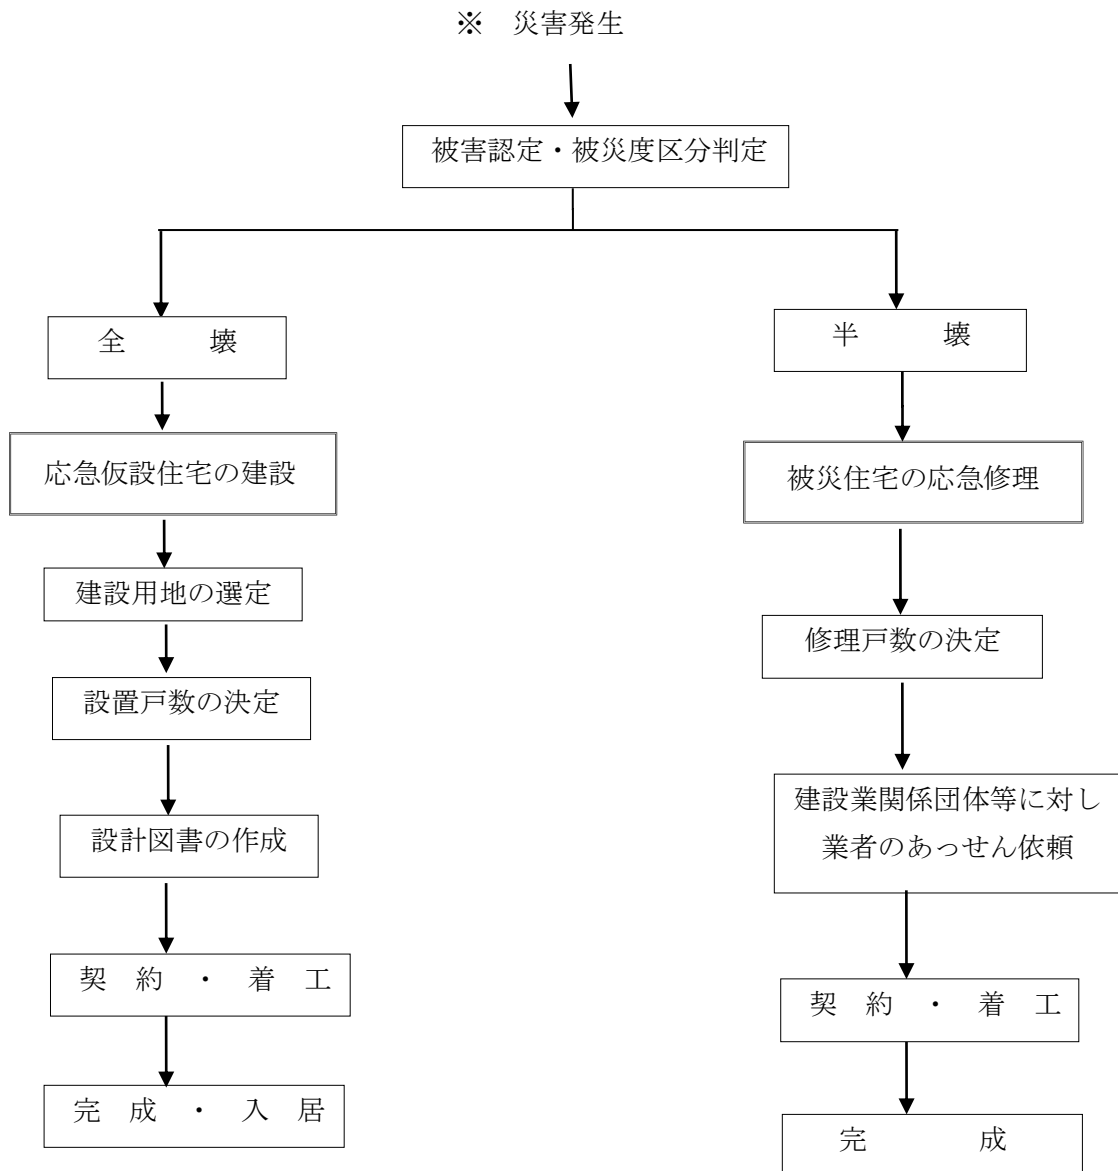 ※　災害発生
被害認定・被災度区分判定
全　　　壊
応急仮設住宅の建設
建設用地の選定
設置戸数の決定
設計図書の作成
契　約　・　着　工
完　成　・　入　居
半　　　壊
被災住宅の応急修理
修理戸数の決定
建設業関係団体等に対し
業者のあっせん依頼
契　約　・　着　工
完　　　　成